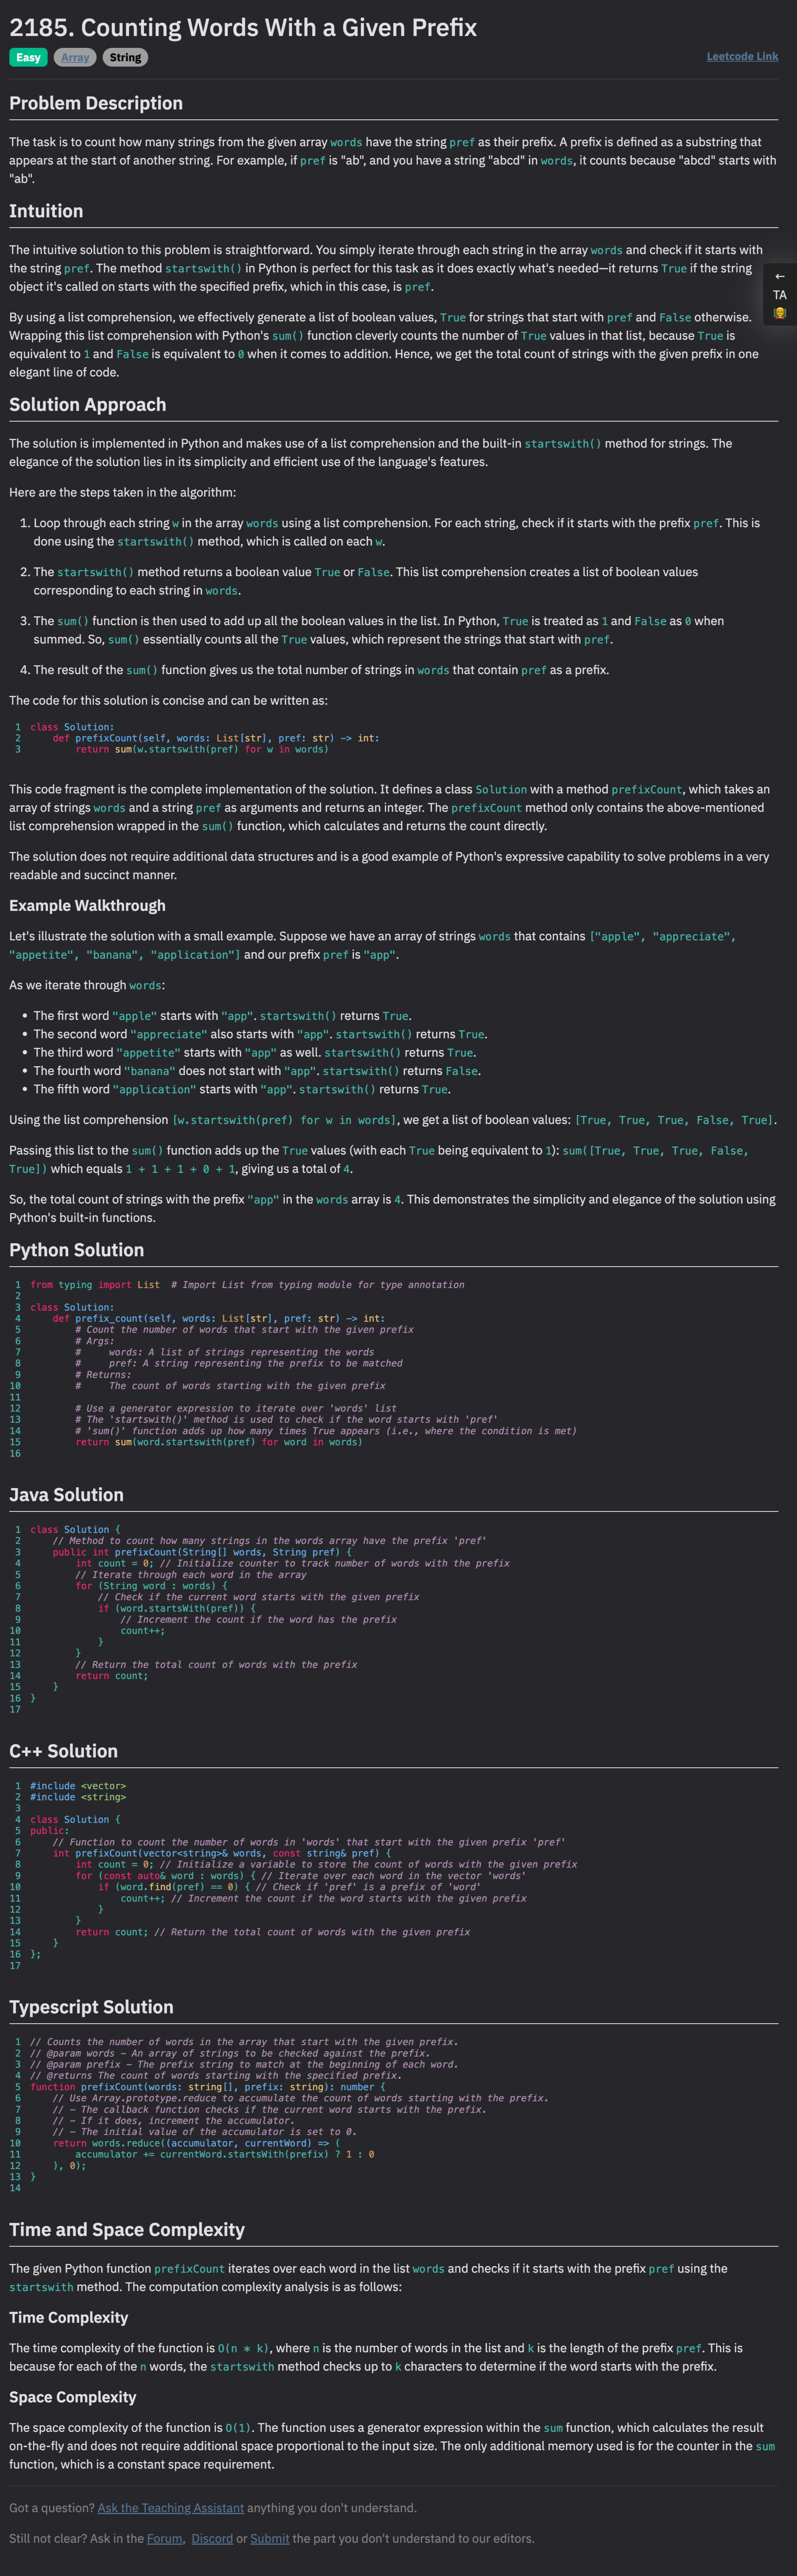 2185. Counting Words With a Given Prefix
Easy Array String Leetcode Link
Problem Description
The task is to count how many strings from the given array words have the string pref as their prefix. A prefix is defined as a substring that
appears at the start of another string. For example, if pref is "ab", and you have a string "abcd" in words, it counts because "abcd" starts with
"ab".
Intuition
The intuitive solution to this problem is straightforward. You simply iterate through each string in the array words and check if it starts with
the string pref. The method startswith() in Python is perfect for this task as it does exactly what's needed—it returns True if the string
object it's called on starts with the specified prefix, which in this case, is pref.
←
TA
By using a list comprehension, we effectively generate a list of boolean values, True for strings that start with pref and False otherwise.
Wrapping this list comprehension with Python's sum() function cleverly counts the number of True values in that list, because True is
equivalent to 1 and False is equivalent to 0 when it comes to addition. Hence, we get the total count of strings with the given prefix in one
elegant line of code.
Solution Approach
The solution is implemented in Python and makes use of a list comprehension and the built-in startswith() method for strings. The
elegance of the solution lies in its simplicity and efficient use of the language's features.
Here are the steps taken in the algorithm:
1. Loop through each string w in the array words using a list comprehension. For each string, check if it starts with the prefix pref. This is
done using the startswith() method, which is called on each w.
2. The startswith() method returns a boolean value True or False. This list comprehension creates a list of boolean values
corresponding to each string in words.
3. The sum() function is then used to add up all the boolean values in the list. In Python, True is treated as 1 and False as 0 when
summed. So, sum() essentially counts all the True values, which represent the strings that start with pref.
4. The result of the sum() function gives us the total number of strings in words that contain pref as a prefix.
The code for this solution is concise and can be written as:
1 class Solution:
2     def prefixCount(self, words: List[str], pref: str) -> int:
3         return sum(w.startswith(pref) for w in words)
This code fragment is the complete implementation of the solution. It defines a class Solution with a method prefixCount, which takes an
array of strings words and a string pref as arguments and returns an integer. The prefixCount method only contains the above-mentioned
list comprehension wrapped in the sum() function, which calculates and returns the count directly.
The solution does not require additional data structures and is a good example of Python's expressive capability to solve problems in a very
readable and succinct manner.
Example Walkthrough
Let's illustrate the solution with a small example. Suppose we have an array of strings words that contains ["apple", "appreciate",
"appetite", "banana", "application"] and our prefix pref is "app".
As we iterate through words:
• The first word "apple" starts with "app". startswith() returns True.
• The second word "appreciate" also starts with "app". startswith() returns True.
• The third word "appetite" starts with "app" as well. startswith() returns True.
• The fourth word "banana" does not start with "app". startswith() returns False.
• The fifth word "application" starts with "app". startswith() returns True.
Using the list comprehension [w.startswith(pref) for w in words], we get a list of boolean values: [True, True, True, False, True].
Passing this list to the sum() function adds up the True values (with each True being equivalent to 1): sum([True, True, True, False,
True]) which equals 1 + 1 + 1 + 0 + 1, giving us a total of 4.
So, the total count of strings with the prefix "app" in the words array is 4. This demonstrates the simplicity and elegance of the solution using
Python's built-in functions.
Python Solution
1 from typing import List  # Import List from typing module for type annotation
2
3 class Solution:
4     def prefix_count(self, words: List[str], pref: str) -> int:
5         # Count the number of words that start with the given prefix
6         # Args:
7         #     words: A list of strings representing the words
8         #     pref: A string representing the prefix to be matched
9         # Returns:
10         #     The count of words starting with the given prefix
11
12         # Use a generator expression to iterate over 'words' list
13         # The 'startswith()' method is used to check if the word starts with 'pref'
14         # 'sum()' function adds up how many times True appears (i.e., where the condition is met)
15         return sum(word.startswith(pref) for word in words)
16
Java Solution
1 class Solution {
2     // Method to count how many strings in the words array have the prefix 'pref'
3     public int prefixCount(String[] words, String pref) {
4         int count = 0; // Initialize counter to track number of words with the prefix
5         // Iterate through each word in the array
6         for (String word : words) {
7             // Check if the current word starts with the given prefix
8             if (word.startsWith(pref)) {
9                 // Increment the count if the word has the prefix
10                 count++;
11             }
12         }
13         // Return the total count of words with the prefix
14         return count;
15     }
16 }
17
C++ Solution
1 #include <vector>
2 #include <string>
3
4 class Solution {
5 public:
6     // Function to count the number of words in 'words' that start with the given prefix 'pref'
7     int prefixCount(vector<string>& words, const string& pref) {
8         int count = 0; // Initialize a variable to store the count of words with the given prefix
9         for (const auto& word : words) { // Iterate over each word in the vector 'words'
10             if (word.find(pref) == 0) { // Check if 'pref' is a prefix of 'word'
11                 count++; // Increment the count if the word starts with the given prefix
12             }
13         }
14         return count; // Return the total count of words with the given prefix
15     }
16 };
17
Typescript Solution
1 // Counts the number of words in the array that start with the given prefix.
2 // @param words - An array of strings to be checked against the prefix.
3 // @param prefix - The prefix string to match at the beginning of each word.
4 // @returns The count of words starting with the specified prefix.
5 function prefixCount(words: string[], prefix: string): number {
6     // Use Array.prototype.reduce to accumulate the count of words starting with the prefix.
7     // - The callback function checks if the current word starts with the prefix.
8     // - If it does, increment the accumulator.
9     // - The initial value of the accumulator is set to 0.
10     return words.reduce((accumulator, currentWord) => (
11         accumulator += currentWord.startsWith(prefix) ? 1 : 0
12     ), 0);
13 }
14
Time and Space Complexity
The given Python function prefixCount iterates over each word in the list words and checks if it starts with the prefix pref using the
startswith method. The computation complexity analysis is as follows:
Time Complexity
The time complexity of the function is O(n * k), where n is the number of words in the list and k is the length of the prefix pref. This is
because for each of the n words, the startswith method checks up to k characters to determine if the word starts with the prefix.
Space Complexity
The space complexity of the function is O(1). The function uses a generator expression within the sum function, which calculates the result
on-the-fly and does not require additional space proportional to the input size. The only additional memory used is for the counter in the sum
function, which is a constant space requirement.
Got a question? Ask the Teaching Assistant anything you don't understand.
Still not clear? Ask in the Forum, Discord or Submit the part you don't understand to our editors.